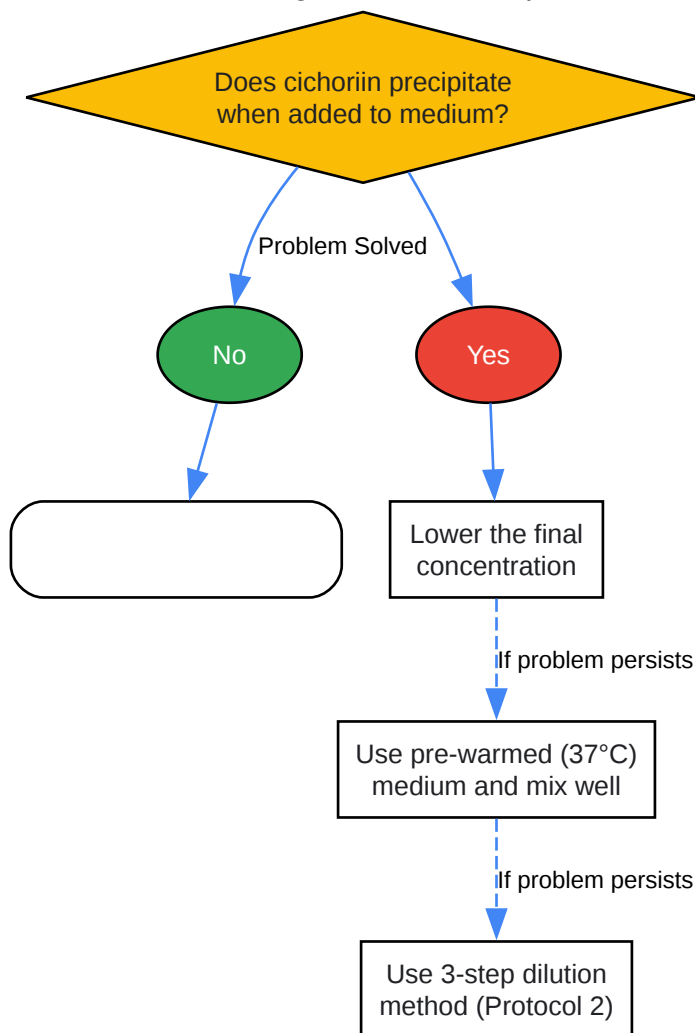 Does cichoriin precipitate
when added to medium?
Problem Solved
No
Yes
Lower the final
concentration
If problem persists
Use pre-warmed (37°C)
medium and mix well
If problem persists
Use 3-step dilution
method (Protocol 2)